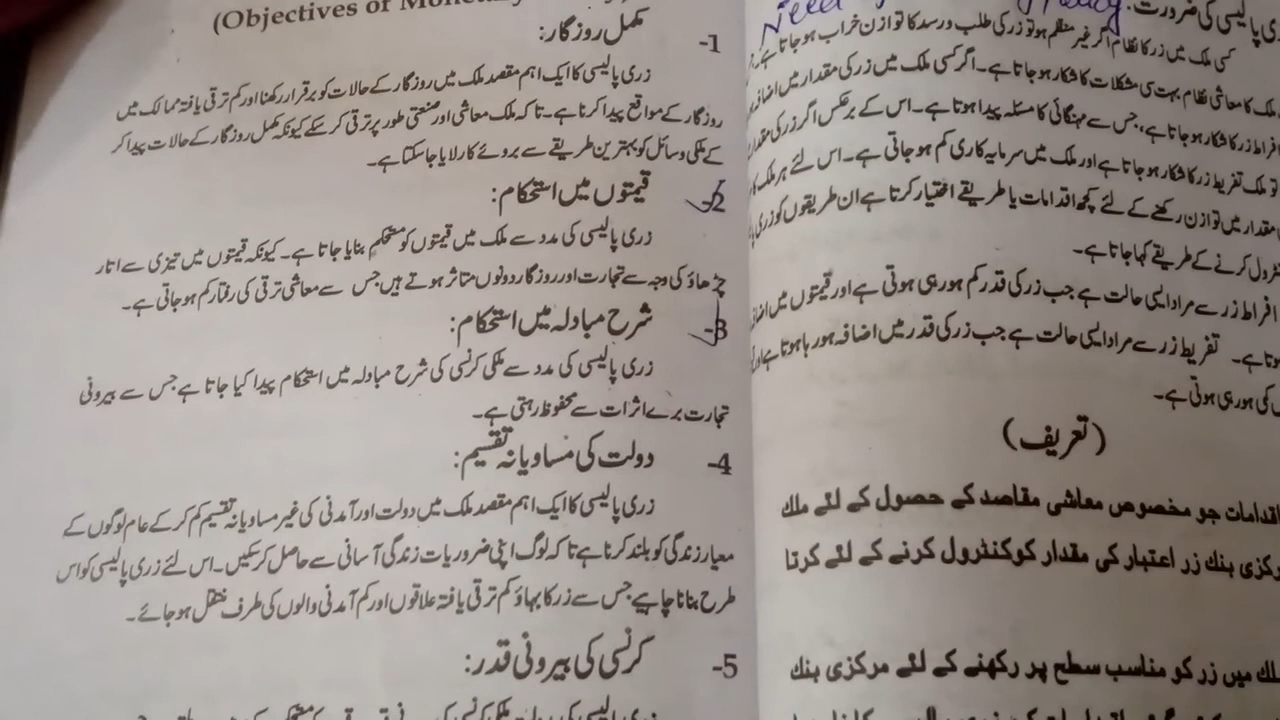 پالیسی کی ضرورت:
کسی ملک میں زر کا نظام اگر غیر منظم ہو تو زر کی طلب و رسد کا توازن خراب ہو جاتا ہے۔
ملک کا معاشی نظام بہت سی مشکلات کا شکار ہو جاتا ہے۔ اگر کسی ملک میں زر کی مقدار میں اضافہ
افراط زر کا شکار ہو جاتا ہے، جس سے مہنگائی کا مسئلہ پیدا ہوتا ہے۔ اس کے برعکس اگر زر کی مقدار
تو ملک تفریط زر کا شکار ہو جاتا ہے اور ملک میں سرمایہ کاری کم ہو جاتی ہے۔ اس لئے ہر ملک
مقدار میں توازن رکھنے کے لئے کچھ اقدامات یا طریقے اختیار کرتا ہے ان طریقوں کو زری
کرنے کے طریقے کہا جاتا ہے۔
افراط زر سے مراد ایسی حالت ہے جب زر کی قدر کم ہو رہی ہوتی ہے اور قیمتوں میں
ہوتا ہے۔ تفریط زر سے مراد ایسی حالت ہے جب زر کی قدر میں اضافہ ہو رہا ہوتا ہے اور
کی ہو رہی ہوتی ہے۔
(تعریف)
اقدامات جو مخصوص معاشی مقاصد کے حصول کے لئے ملک
مرکزی بنک زر اعتبار کی مقدار کو کنٹرول کرنے کے لئے کرتا
ملک میں زر کو مناسب سطح پر رکھنے کے لئے مرکزی بنک
(Objectives of Monetary
1- مکمل روزگار:
زری پالیسی کا ایک اہم مقصد ملک میں روزگار کے حالات کو برقرار رکھنا اور کم ترقی یافتہ ممالک میں
روزگار کے مواقع پیدا کرنا ہے۔ تاکہ ملک معاشی اور صنعتی طور پر ترقی کر سکے کیونکہ مکمل روزگار کے حالات پیدا کر
کے ملکی وسائل کو بہترین طریقے سے بروئے کار لایا جا سکتا ہے۔
2- قیمتوں میں استحکام:
زری پالیسی کی مدد سے ملک میں قیمتوں کو مستحکم بنایا جاتا ہے۔ کیونکہ قیمتوں میں تیزی سے اتار
چڑھاؤ کی وجہ سے تجارت اور روزگار دونوں متاثر ہوتے ہیں جس سے معاشی ترقی کی رفتار کم ہو جاتی ہے۔
3- شرح مبادلہ میں استحکام:
زری پالیسی کی مدد سے ملکی کرنسی کی شرح مبادلہ میں استحکام پیدا کیا جاتا ہے جس سے بیرونی
تجارت برے اثرات سے محفوظ رہتی ہے۔
4- دولت کی مساویانہ تقسیم:
زری پالیسی کا ایک اہم مقصد ملک میں دولت اور آمدنی کی غیر مساویانہ تقسیم کم کر کے عام لوگوں کے
معیار زندگی کو بلند کرنا ہے تاکہ لوگ اپنی ضروریات زندگی آسانی سے حاصل کر سکیں۔ اس لئے زری پالیسی کو اس
طرح بنانا چاہیے جس سے زر کا بہاؤ کم ترقی یافتہ علاقوں اور کم آمدنی والوں کی طرف منتقل ہو جائے۔
5- کرنسی کی بیرونی قدر: